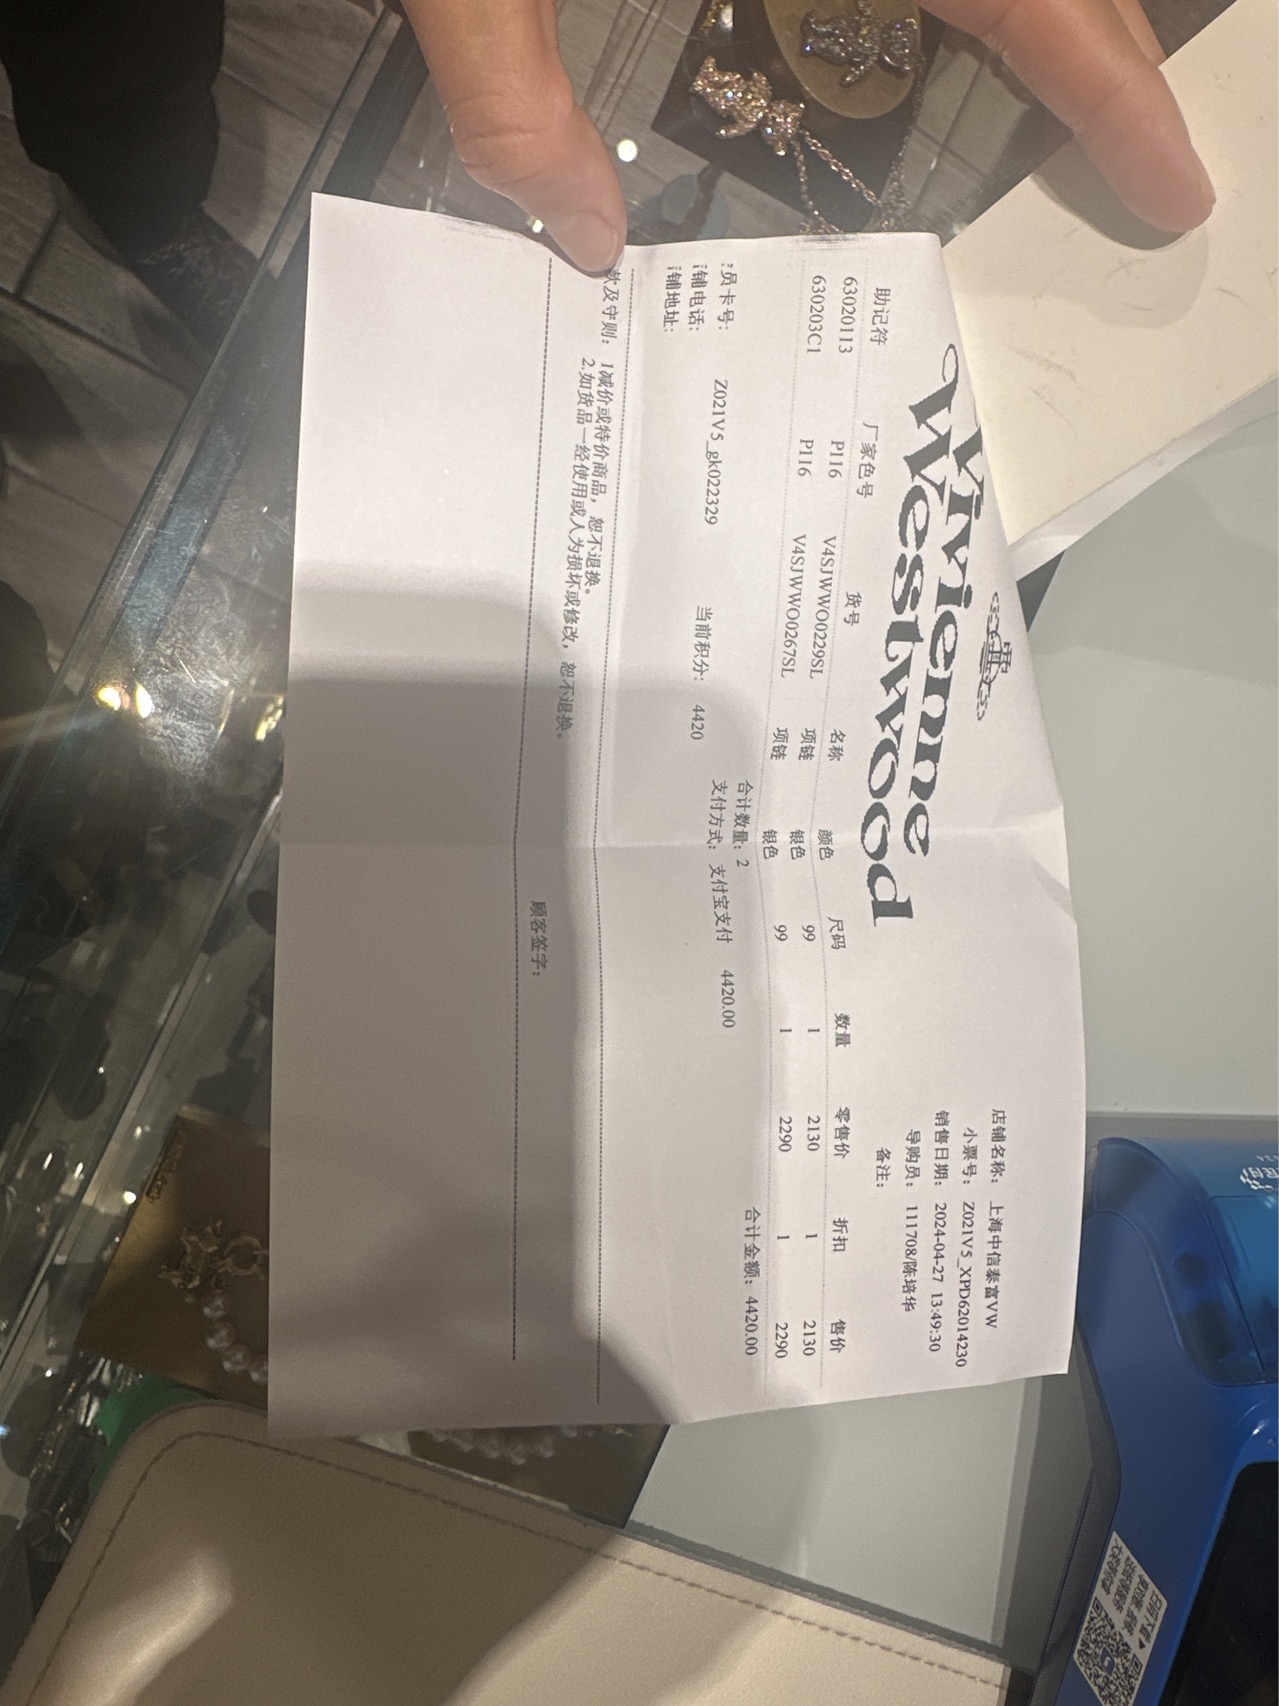 Vivienne
Westwood
店铺名称: 上海中信泰富VW
小票号: Z021V5_XPD62014230
销售日期: 2024-04-27 13:49:30
导购员: 111708/陈培华
备注:
助记符 厂家色号 货号 名称 颜色 尺码 数量 零售价 折扣 售价
63020113 P116 V4SJWWO0229SL 项链 银色 99 1 2130 1 2130
630203C1 P116 V4SJWWO0267SL 项链 银色 99 1 2290 1 2290
合计数量: 2 合计金额: 4420.00
支付方式: 支付宝支付 4420.00
员卡号: Z021V5_gk022329 当前积分: 4420
铺电话:
铺地址:
款及守则: 1减价或特价商品，恕不退换。
2.如货品一经使用或人为损坏或修改，恕不退换。
顾客签字: